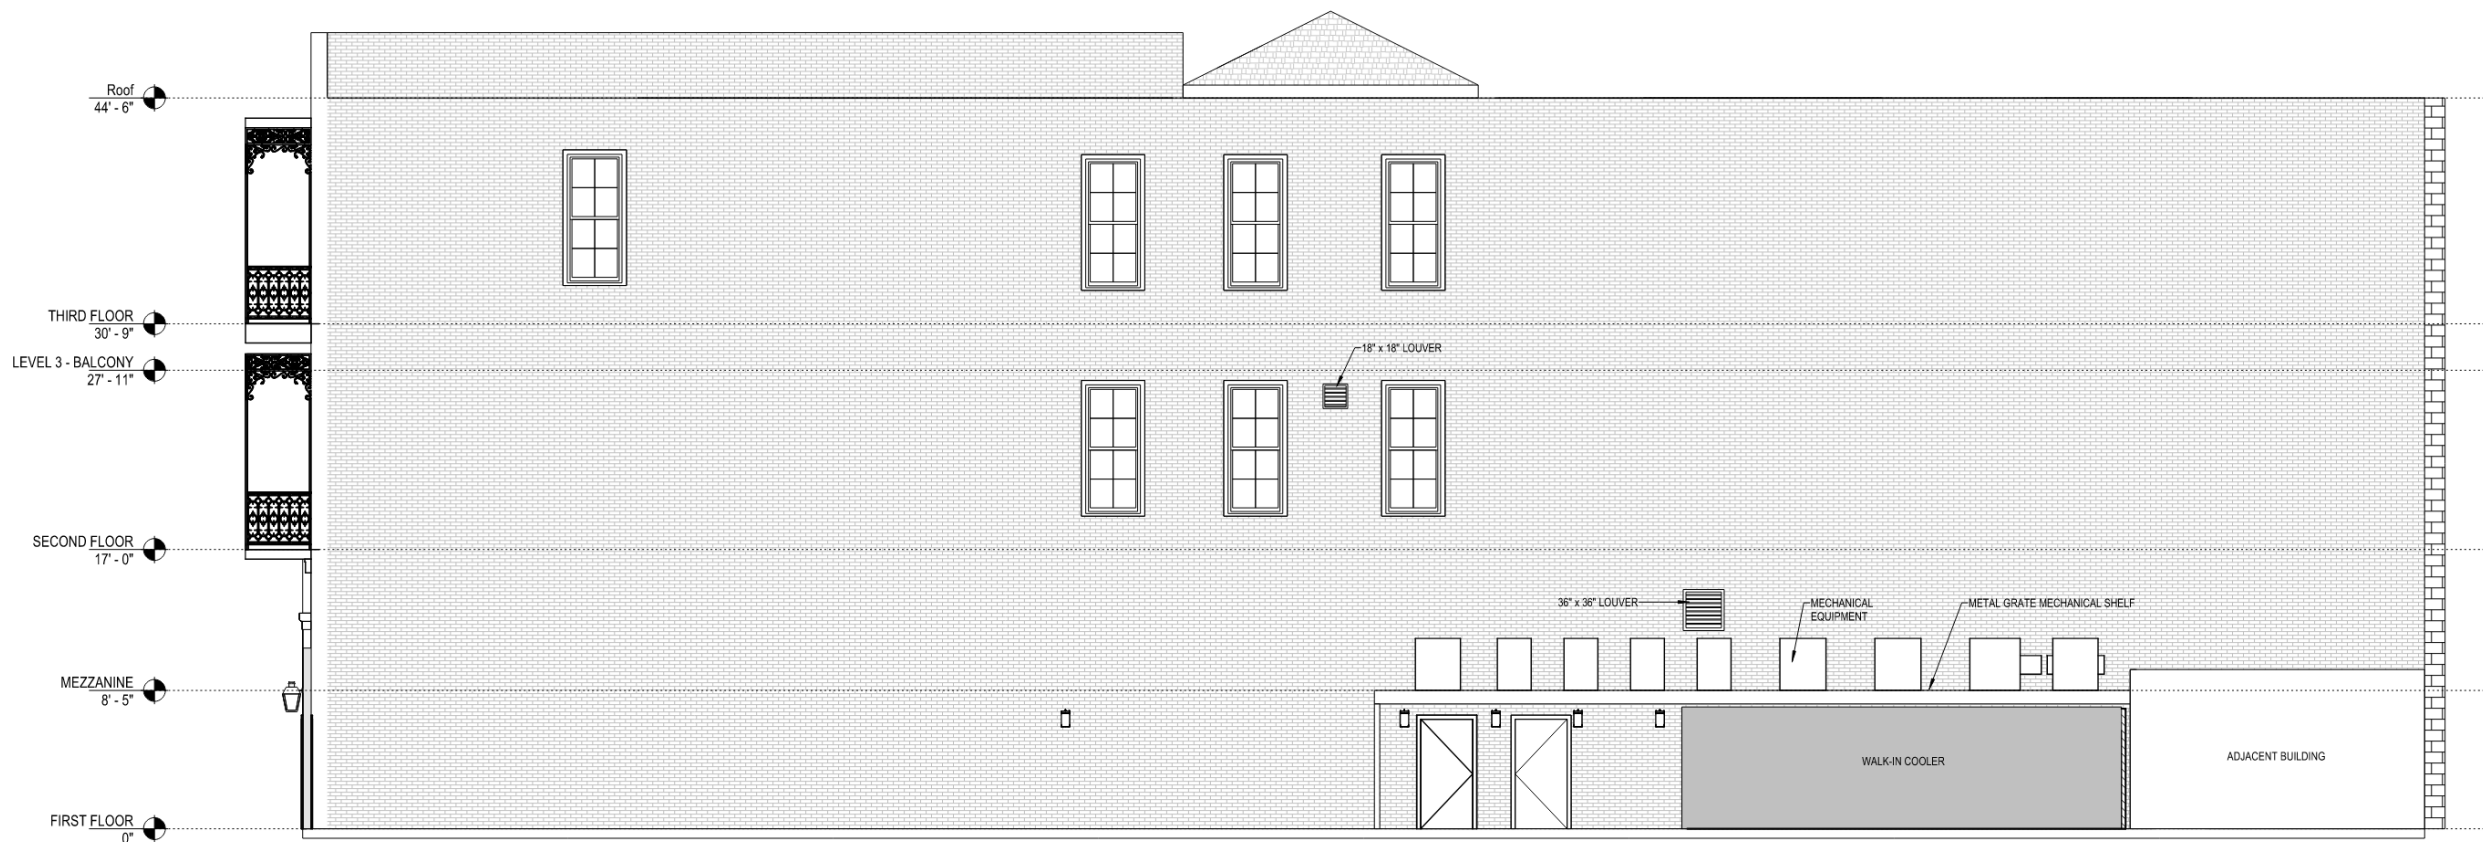 Roof
44' - 6"
THIRD FLOOR
30' - 9"
18" x 18" LOUVER
LEVEL 3 - BALCONY
27' - 11"
SECOND FLOOR
17' - 0"
36" x 36" LOUVER
MECHANICAL
EQUIPMENT
METAL GRATE MECHANICAL SHELF
MEZZANINE
8' - 5"
WALK-IN COOLER
ADJACENT BUILDING
FIRST FLOOR
0"